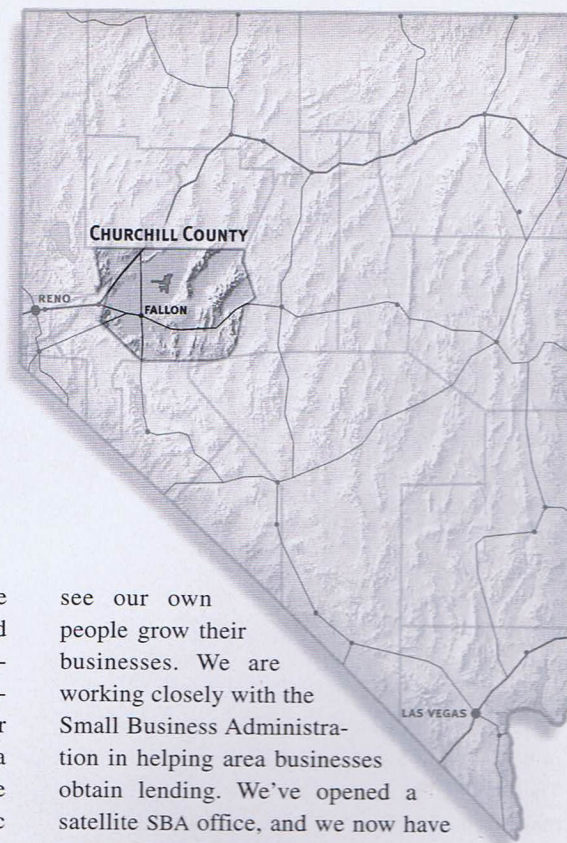 CHURCHILL COUNTY
RENO
FALLON
LAS VEGAS
see our own
people grow their
businesses. We are
working closely with the
Small Business Administra-
tion in helping area businesses
obtain lending. We've opened a
satellite SBA office, and we now have